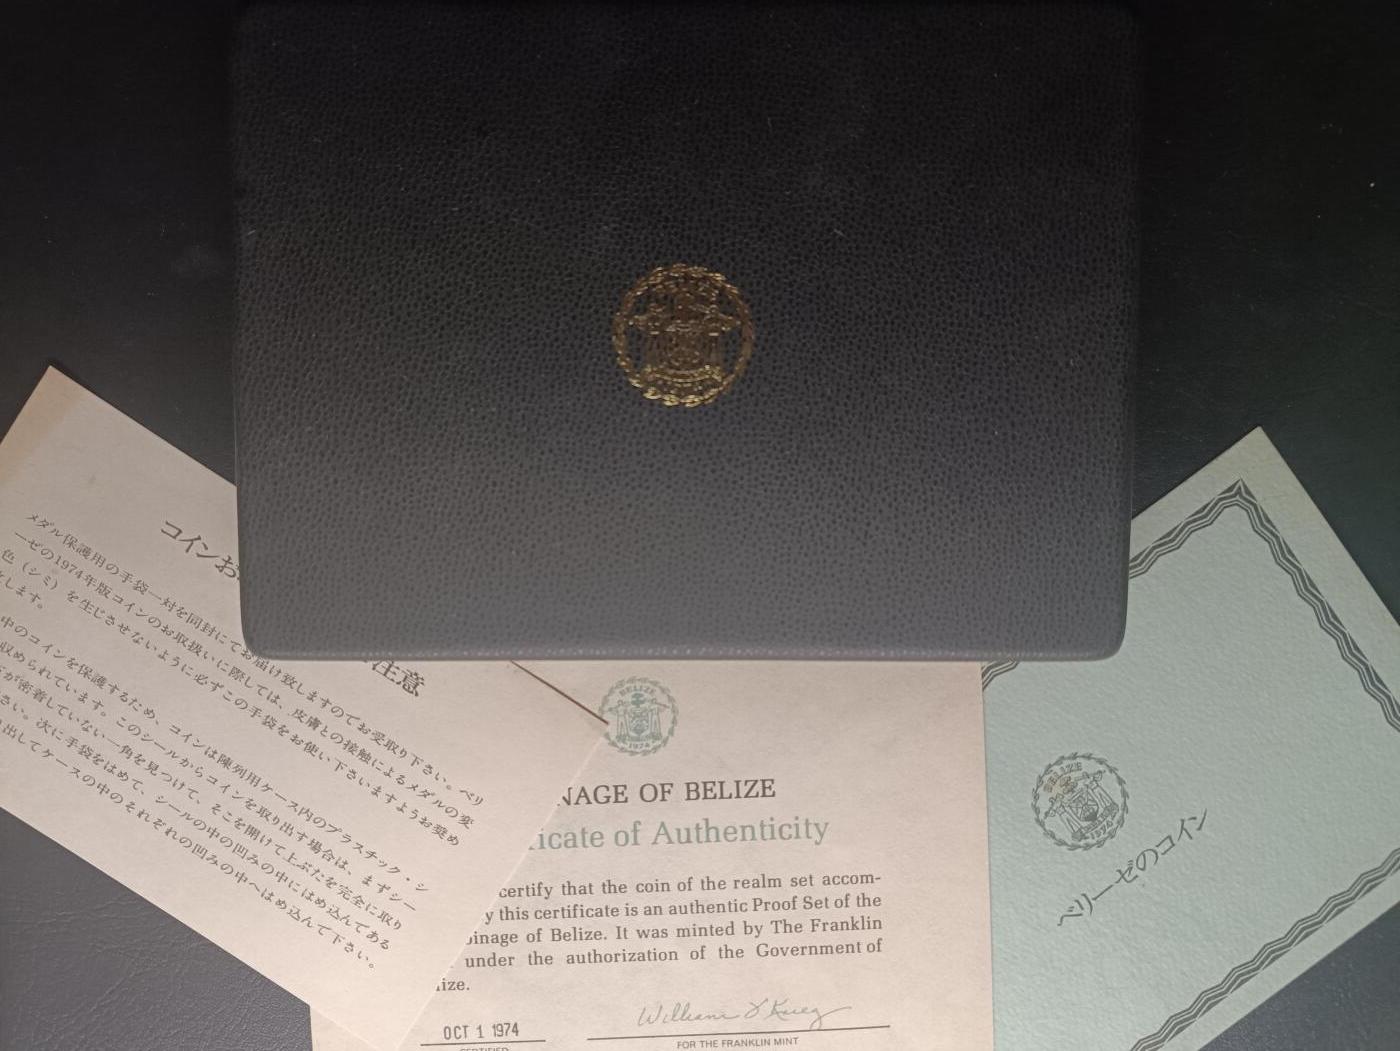 コインお
注意
メダル保護用の手袋一対を同封にてお届け致しますのでお受取り下さい。ベリ
ーゼの1974年版コインのお取扱いに際しては、皮膚との接触によるメダルの変
色（シミ）を生じさせないように必ずこの手袋をお使い下さいますようお奨め
します。
中のコインを保護するため、コインは陳列用ケース内のプラスチック・シ
収められています。このシールからコインを取り出す場合は、まずシー
が密着していない一角を見つけて、そこを開けて上ぶたを完全に取り
さい。次に手袋をはめて、シールの中の凹みの中にはめ込んである
出してケースの中のそれぞれの凹みの中へはめ込んで下さい。
BELIZE
1974
NAGE OF BELIZE
icate of Authenticity
certify that the coin of the realm set accom-
y this certificate is an authentic Proof Set of the
inage of Belize. It was minted by The Franklin
under the authorization of the Government of
ize.
OCT 1 1974
William J Krieg
CERTIFIED
FOR THE FRANKLIN MINT
BELIZE
1974
ベリーゼのコイン